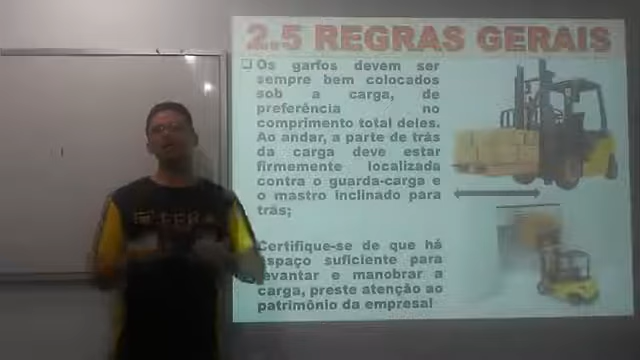 2.5 REGRAS GERAIS
Os garfos devem ser
sempre bem colocados
sob a carga, de
preferência no
comprimento total deles.
Ao andar, a parte de trás
da carga deve estar
firmemente localizada
contra o guarda-carga e
o mastro inclinado para
trás;
Certifique-se de que há
espaço suficiente para
levantar e manobrar a
carga, preste atenção ao
patrimônio da empresa!